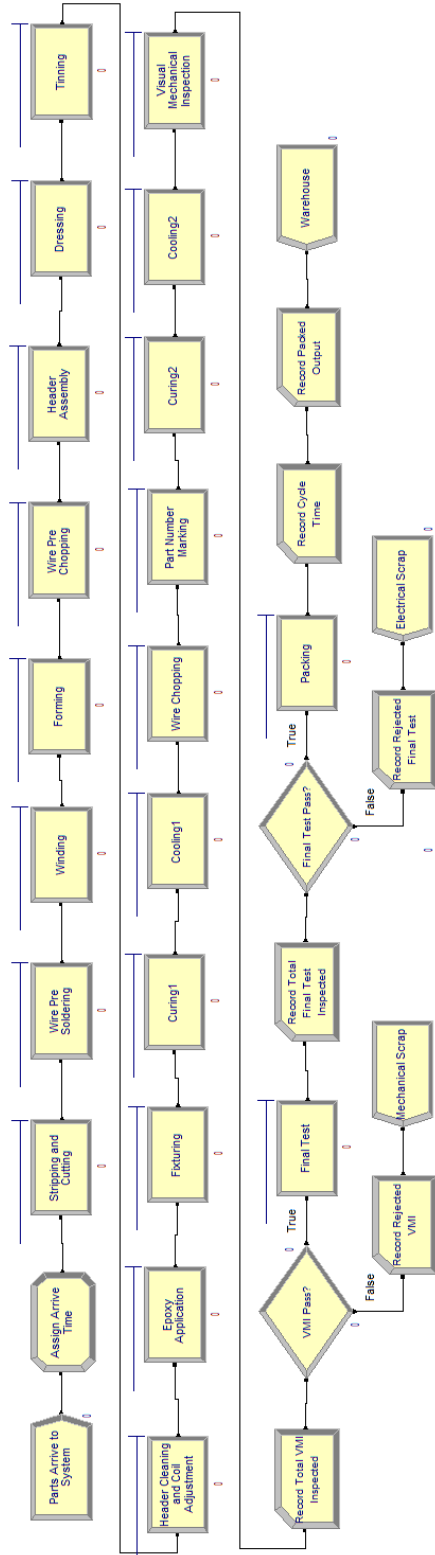 Parts Arrive to
System
0
Assign Arrive
Time
Stripping and
Cutting
0
Wire Pre
Soldering
0
Winding
0
Forming
0
Wire Pre
Chopping
0
Header
Assembly
0
Dressing
0
Tinning
0
Header Cleaning
and Coil
Adjustment
0
Epoxy
Application
0
Fixturing
0
Curing1
0
Cooling1
0
Wire Chopping
0
Part Number
Marking
0
Curing2
0
Cooling2
0
Visual
Mechanical
Inspection
0
Record Total VMI
Inspected
VMI Pass?
0
True
0
False
Record Rejected
VMI
Mechanical Scrap
0
Final Test
0
Record Total
Final Test
Inspected
Final Test Pass?
0
True
0
False
Record Rejected
Final Test
Electrical Scrap
0
Packing
0
Record Cycle
Time
Record Packed
Output
Warehouse
0